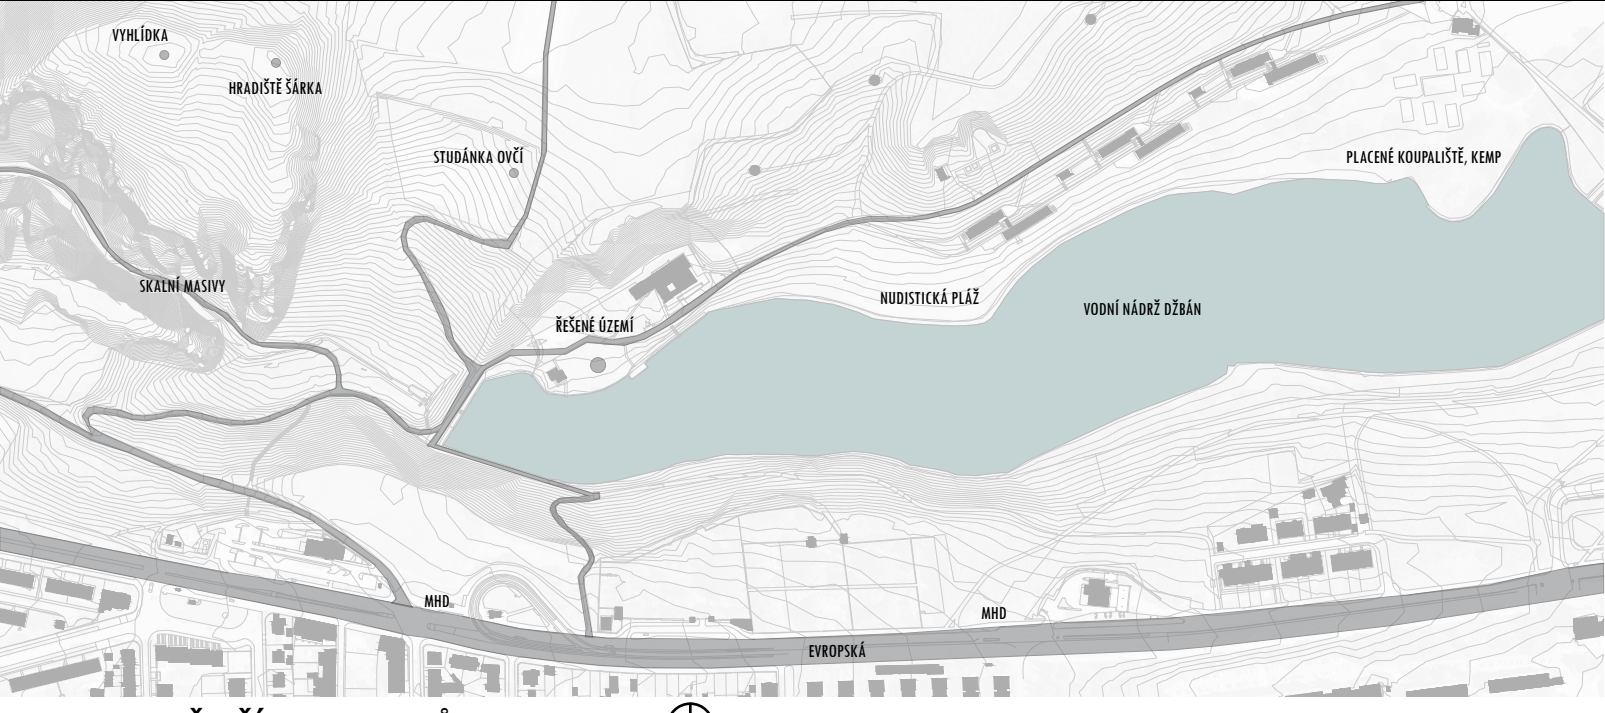 VYHLÍDKA
HRADIŠTĚ ŠÁRKA
STUDÁNKA OVČÍ
PLACENÉ KOUPALIŠTĚ, KEMP
SKALNÍ MASIVY
NUDISTICKÁ PLÁŽ
VODNÍ NÁDRŽ DŽBÁN
ŘEŠENÉ ÚZEMÍ
MHD
MHD
EVROPSKÁ